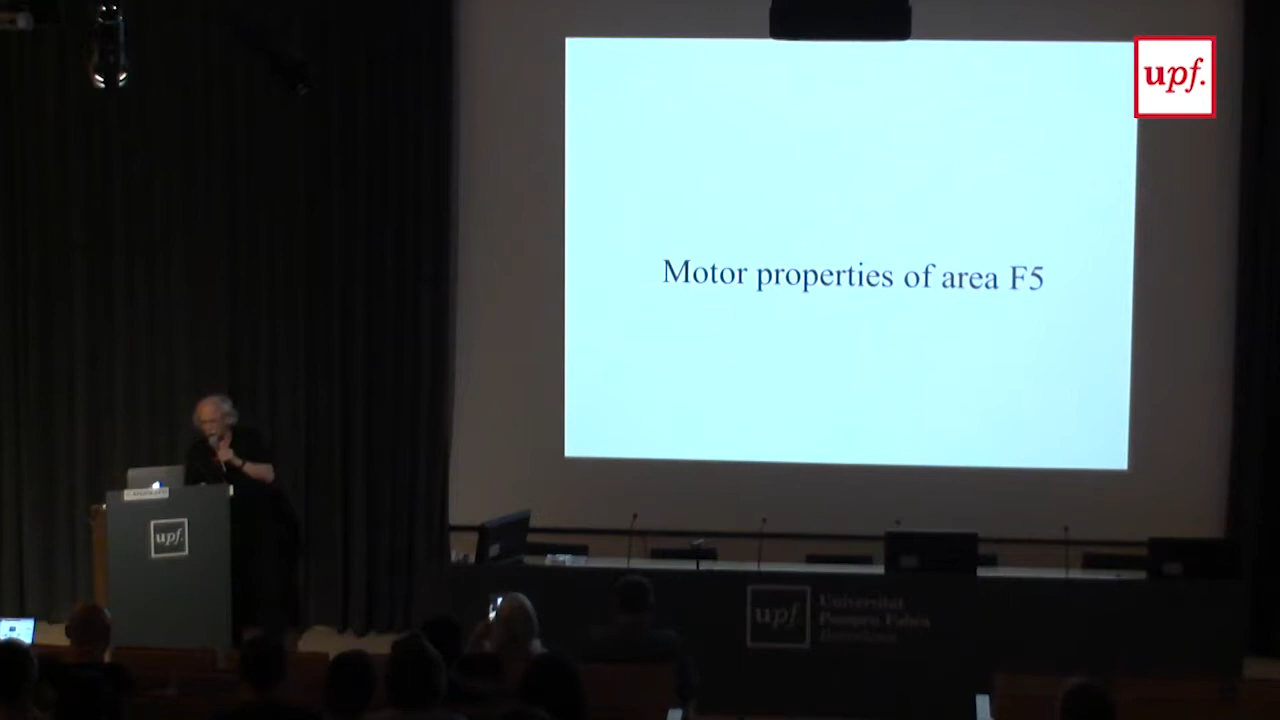 upf.
Motor properties of area F5
upf.
upf.
Universitat
Pompeu Fabra
Barcelona